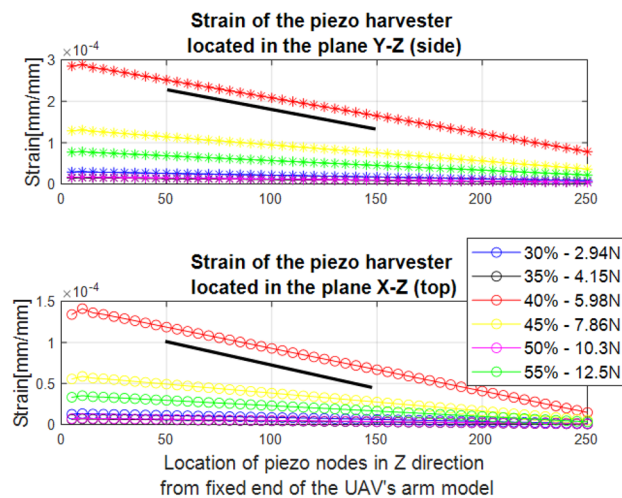 Strain of the piezo harvester
located in the plane Y-Z (side)
×10⁻⁴
3
2
1
0
Strain[mm/mm]
0 50 100 150 200 250
Strain of the piezo harvester
located in the plane X-Z (top)
×10⁻⁴
1.5
1
0.5
0
Strain[mm/mm]
0 50 100 150 200 250
30% - 2.94N
35% - 4.15N
40% - 5.98N
45% - 7.86N
50% - 10.3N
55% - 12.5N
Location of piezo nodes in Z direction
from fixed end of the UAV's arm model